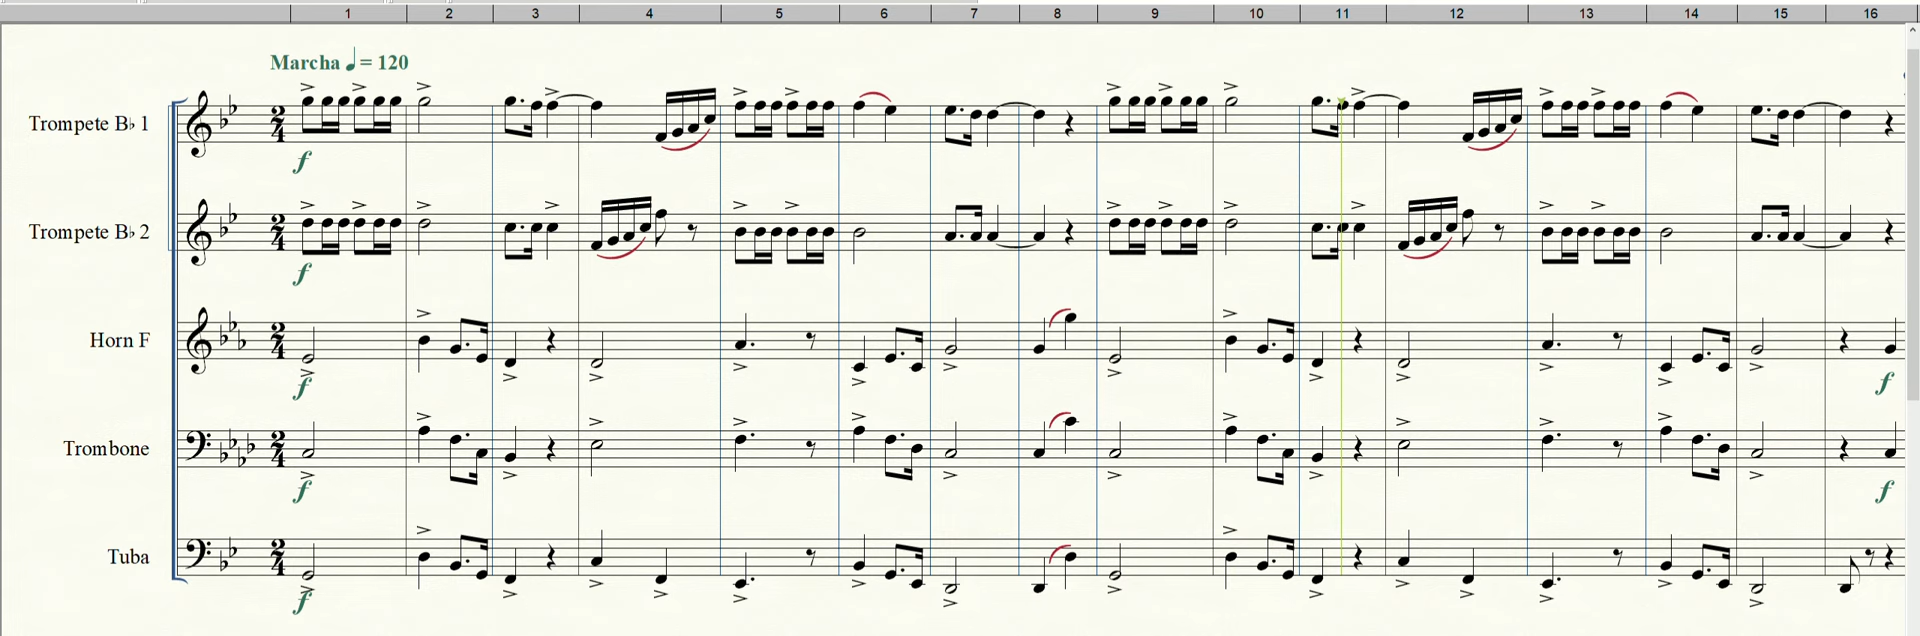 1 2 3 4 5 6 7 8 9 10 11 12 13 14 15 16
Marcha ♩= 120
Trompete B♭ 1
f
Trompete B♭ 2
f
Horn F
f f
Trombone
f f
Tuba
f